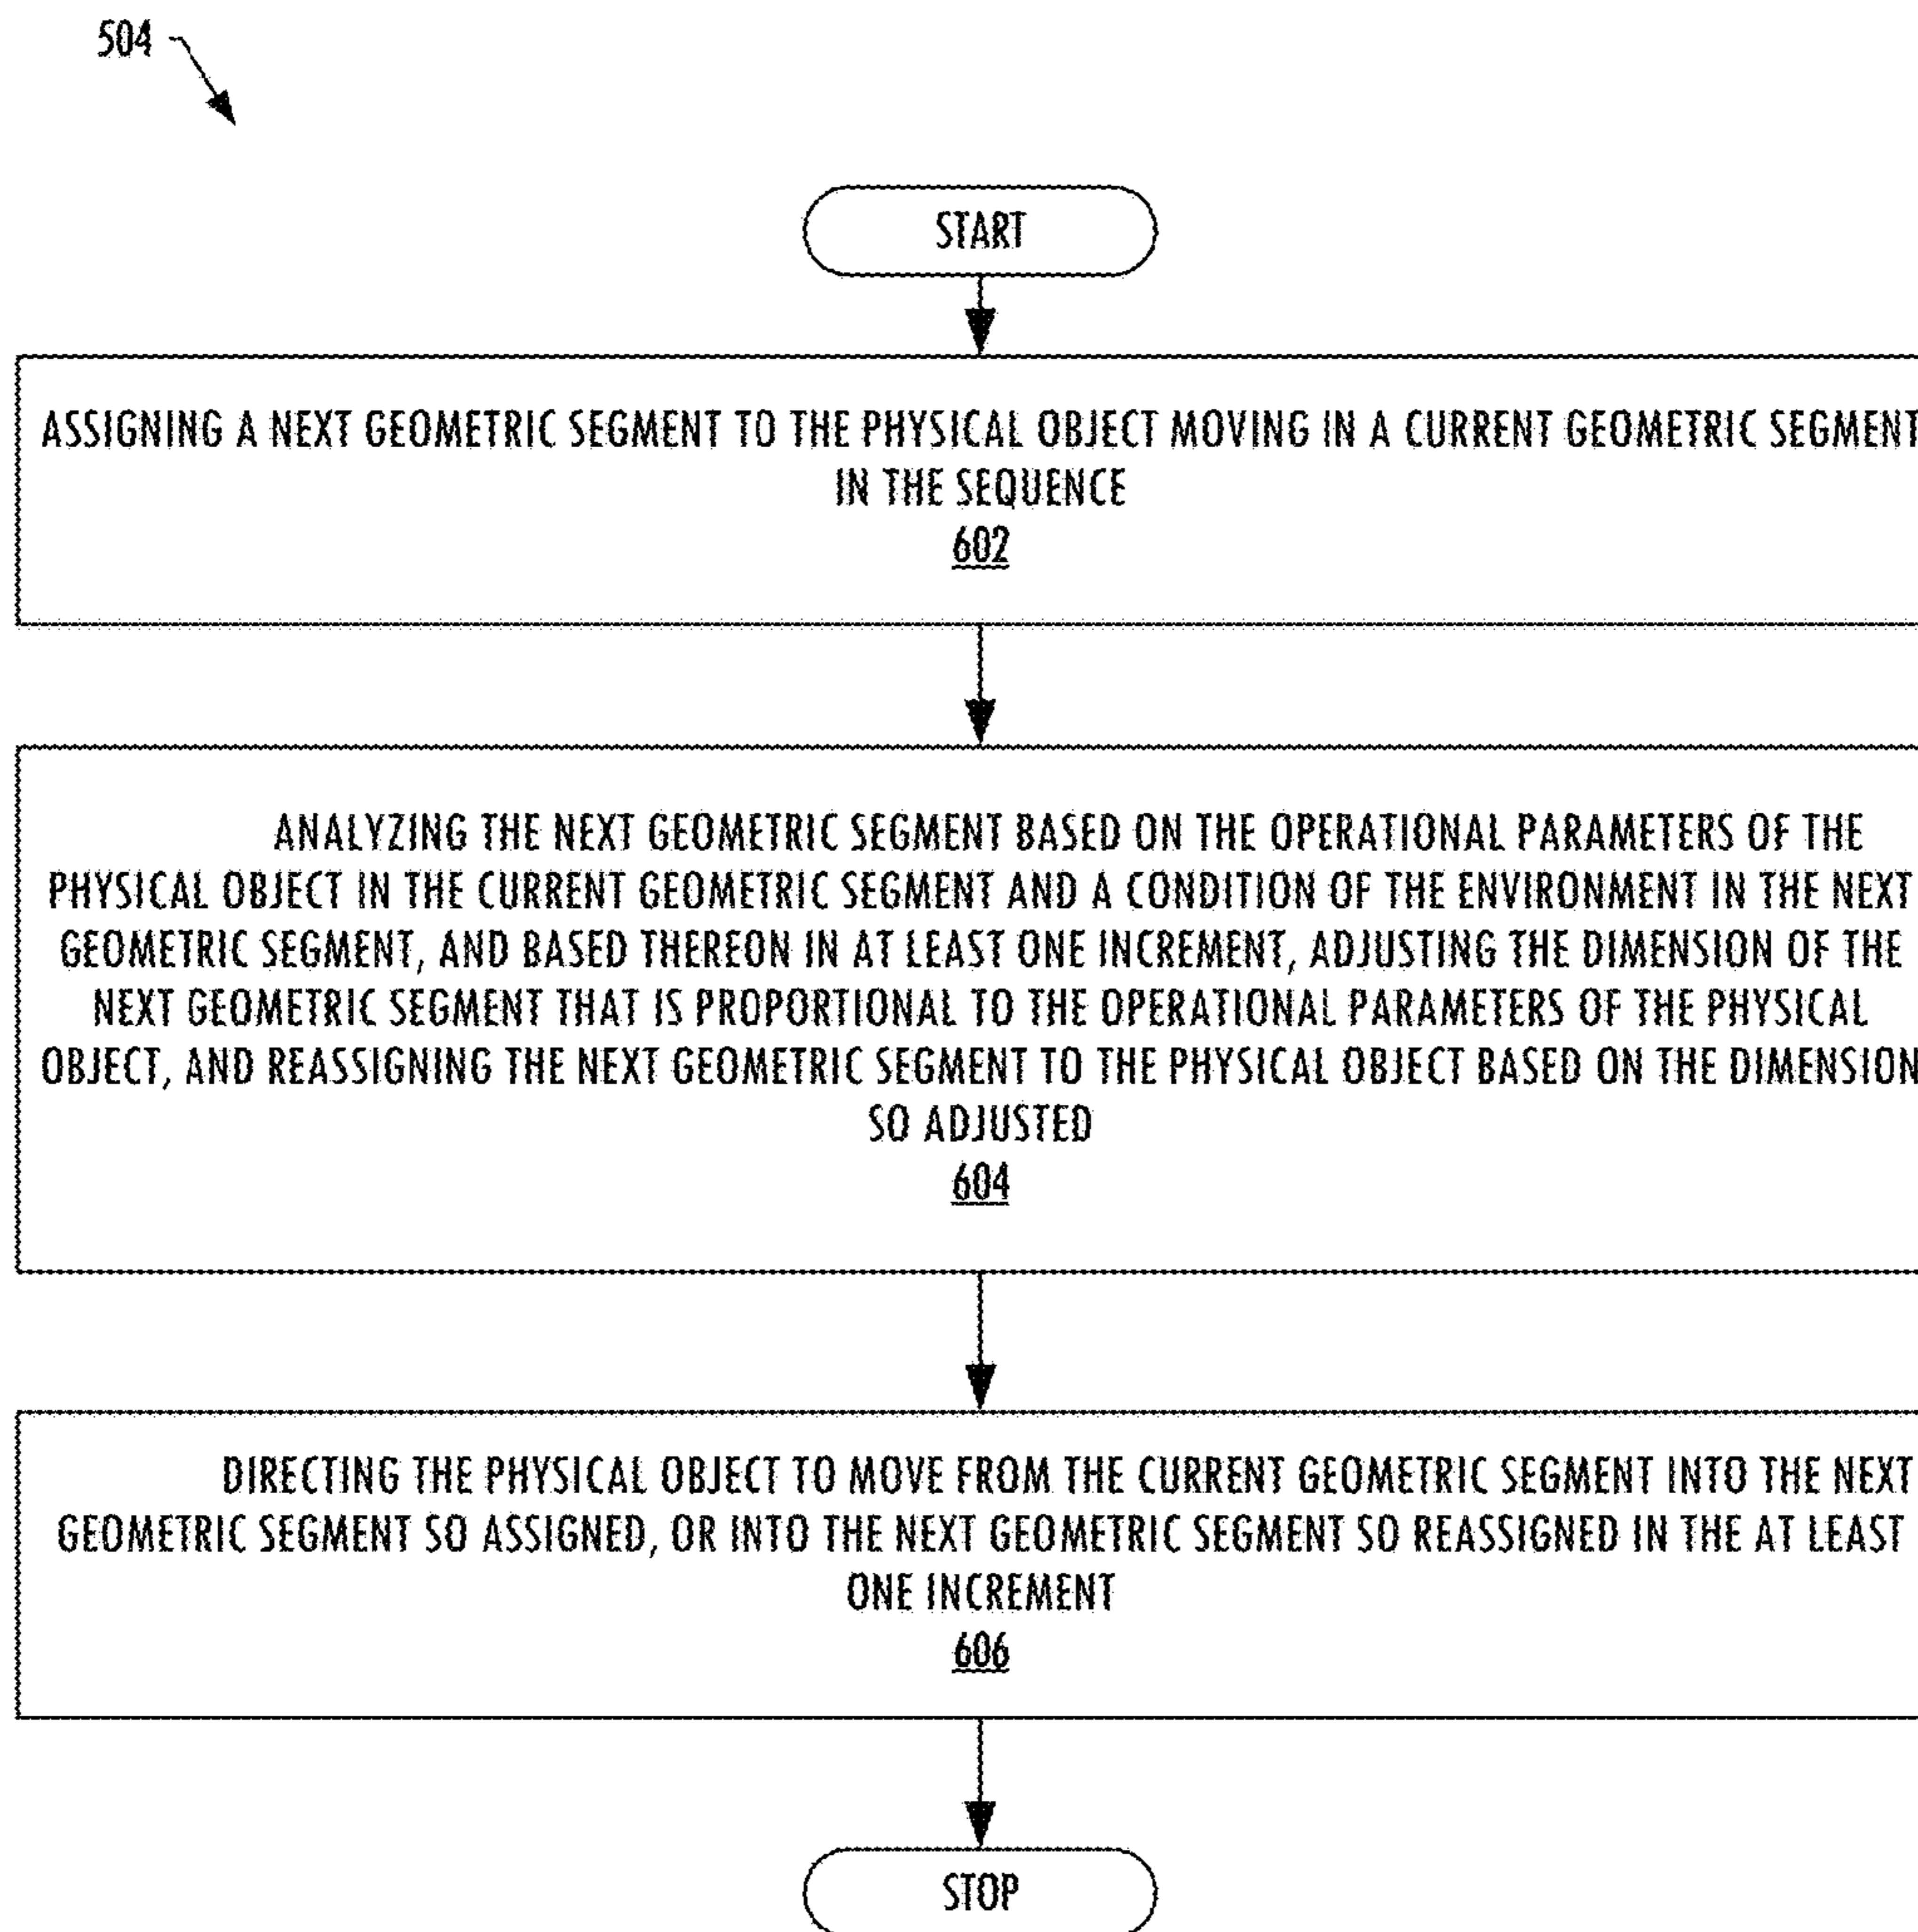 504
START
ASSIGNING A NEXT GEOMETRIC SEGMENT TO THE PHYSICAL OBJECT MOVING IN A CURRENT GEOMETRIC SEGMENT
IN THE SEQUENCE
602
ANALYZING THE NEXT GEOMETRIC SEGMENT BASED ON THE OPERATIONAL PARAMETERS OF THE
PHYSICAL OBJECT IN THE CURRENT GEOMETRIC SEGMENT AND A CONDITION OF THE ENVIRONMENT IN THE NEXT
GEOMETRIC SEGMENT, AND BASED THEREON IN AT LEAST ONE INCREMENT, ADJUSTING THE DIMENSION OF THE
NEXT GEOMETRIC SEGMENT THAT IS PROPORTIONAL TO THE OPERATIONAL PARAMETERS OF THE PHYSICAL
OBJECT, AND REASSIGNING THE NEXT GEOMETRIC SEGMENT TO THE PHYSICAL OBJECT BASED ON THE DIMENSION
SO ADJUSTED
604
DIRECTING THE PHYSICAL OBJECT TO MOVE FROM THE CURRENT GEOMETRIC SEGMENT INTO THE NEXT
GEOMETRIC SEGMENT SO ASSIGNED, OR INTO THE NEXT GEOMETRIC SEGMENT SO REASSIGNED IN THE AT LEAST
ONE INCREMENT
606
STOP